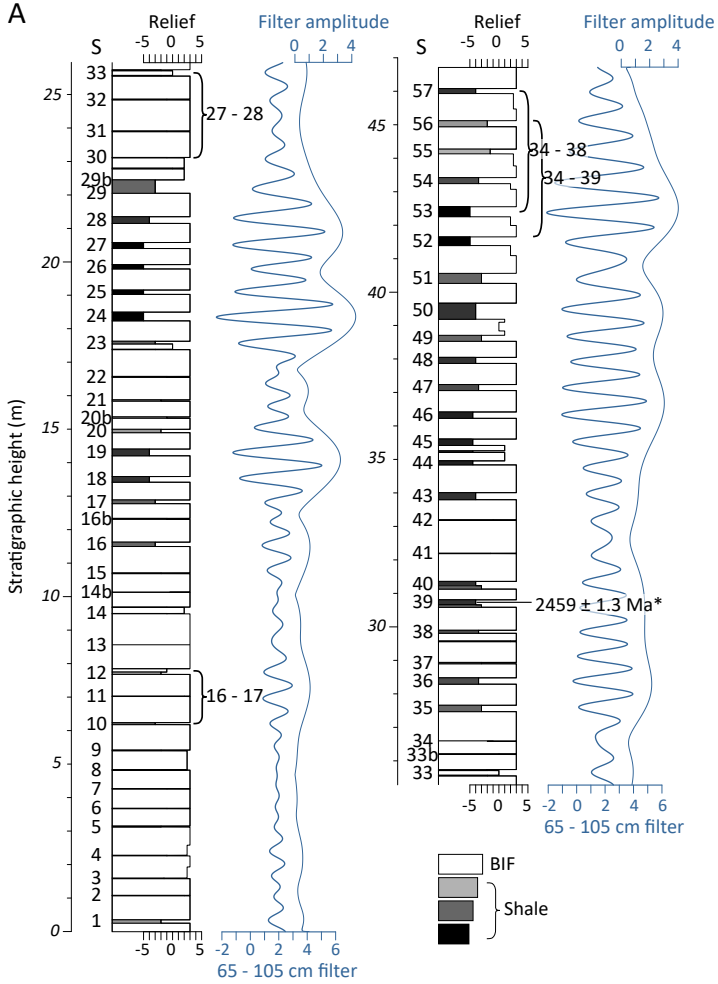 A
Relief
-5 0 5
S
Filter amplitude
0 2 4
Stratigraphic height (m)
25
20
15
10
5
0
33
32
31
30
29b
29
28
27
26
25
24
23
22
21
20b
20
19
18
17
16b
16
15
14b
14
13
12
11
10
9
8
7
6
5
4
3
2
1
27 - 28
16 - 17
-5 0 5
-2 0 2 4 6
65 - 105 cm filter
Relief
-5 0 5
S
Filter amplitude
0 2 4
45
40
35
30
57
56
55
54
53
52
51
50
49
48
47
46
45
44
43
42
41
40
39
38
37
36
35
34
33b
33
34 - 38
34 - 39
2459 ± 1.3 Ma*
-5 0 5
-2 0 2 4 6
65 - 105 cm filter
BIF
Shale